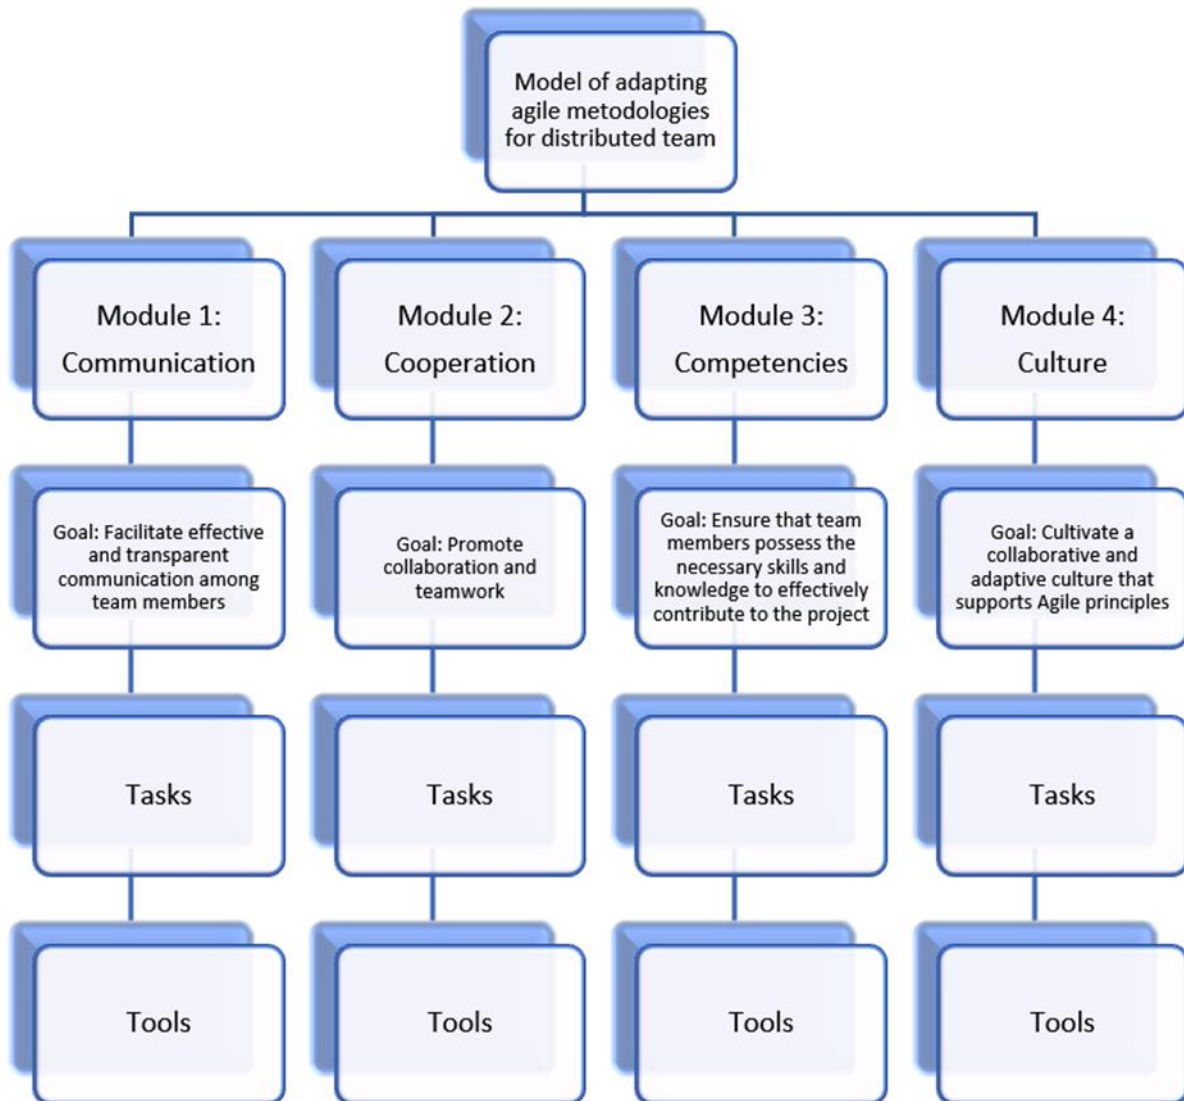 Model of adapting
agile metodologies
for distributed team
Module 1:
Communication
Module 2:
Cooperation
Module 3:
Competencies
Module 4:
Culture
Goal: Facilitate effective
and transparent
communication among
team members
Goal: Promote
collaboration and
teamwork
Goal: Ensure that team
members possess the
necessary skills and
knowledge to effectively
contribute to the project
Goal: Cultivate a
collaborative and
adaptive culture that
supports Agile principles
Tasks
Tasks
Tasks
Tasks
Tools
Tools
Tools
Tools